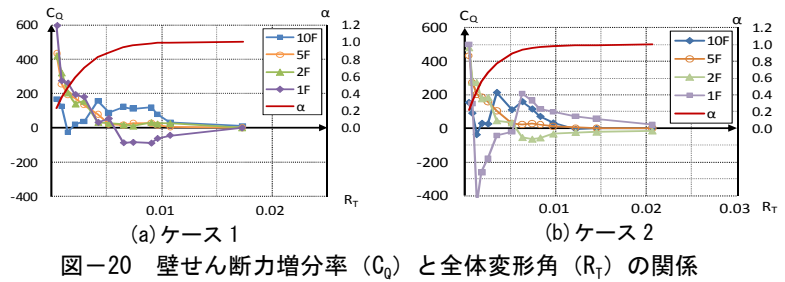 C_Q α
600 1.2
400 1.0
0.8
200 0.6
0.4
0 0.2
0.0
-200
-400
0.01 0.02 R_T
10F
5F
2F
1F
α
(a)ケース1
C_Q α
600 1.2
400 1.0
0.8
200 0.6
0.4
0 0.2
0.0
-200
-400
0 0.01 0.02 0.03
R_T
10F
5F
2F
1F
α
(b)ケース2
図－20 壁せん断力増分率（C_Q）と全体変形角（R_T）の関係